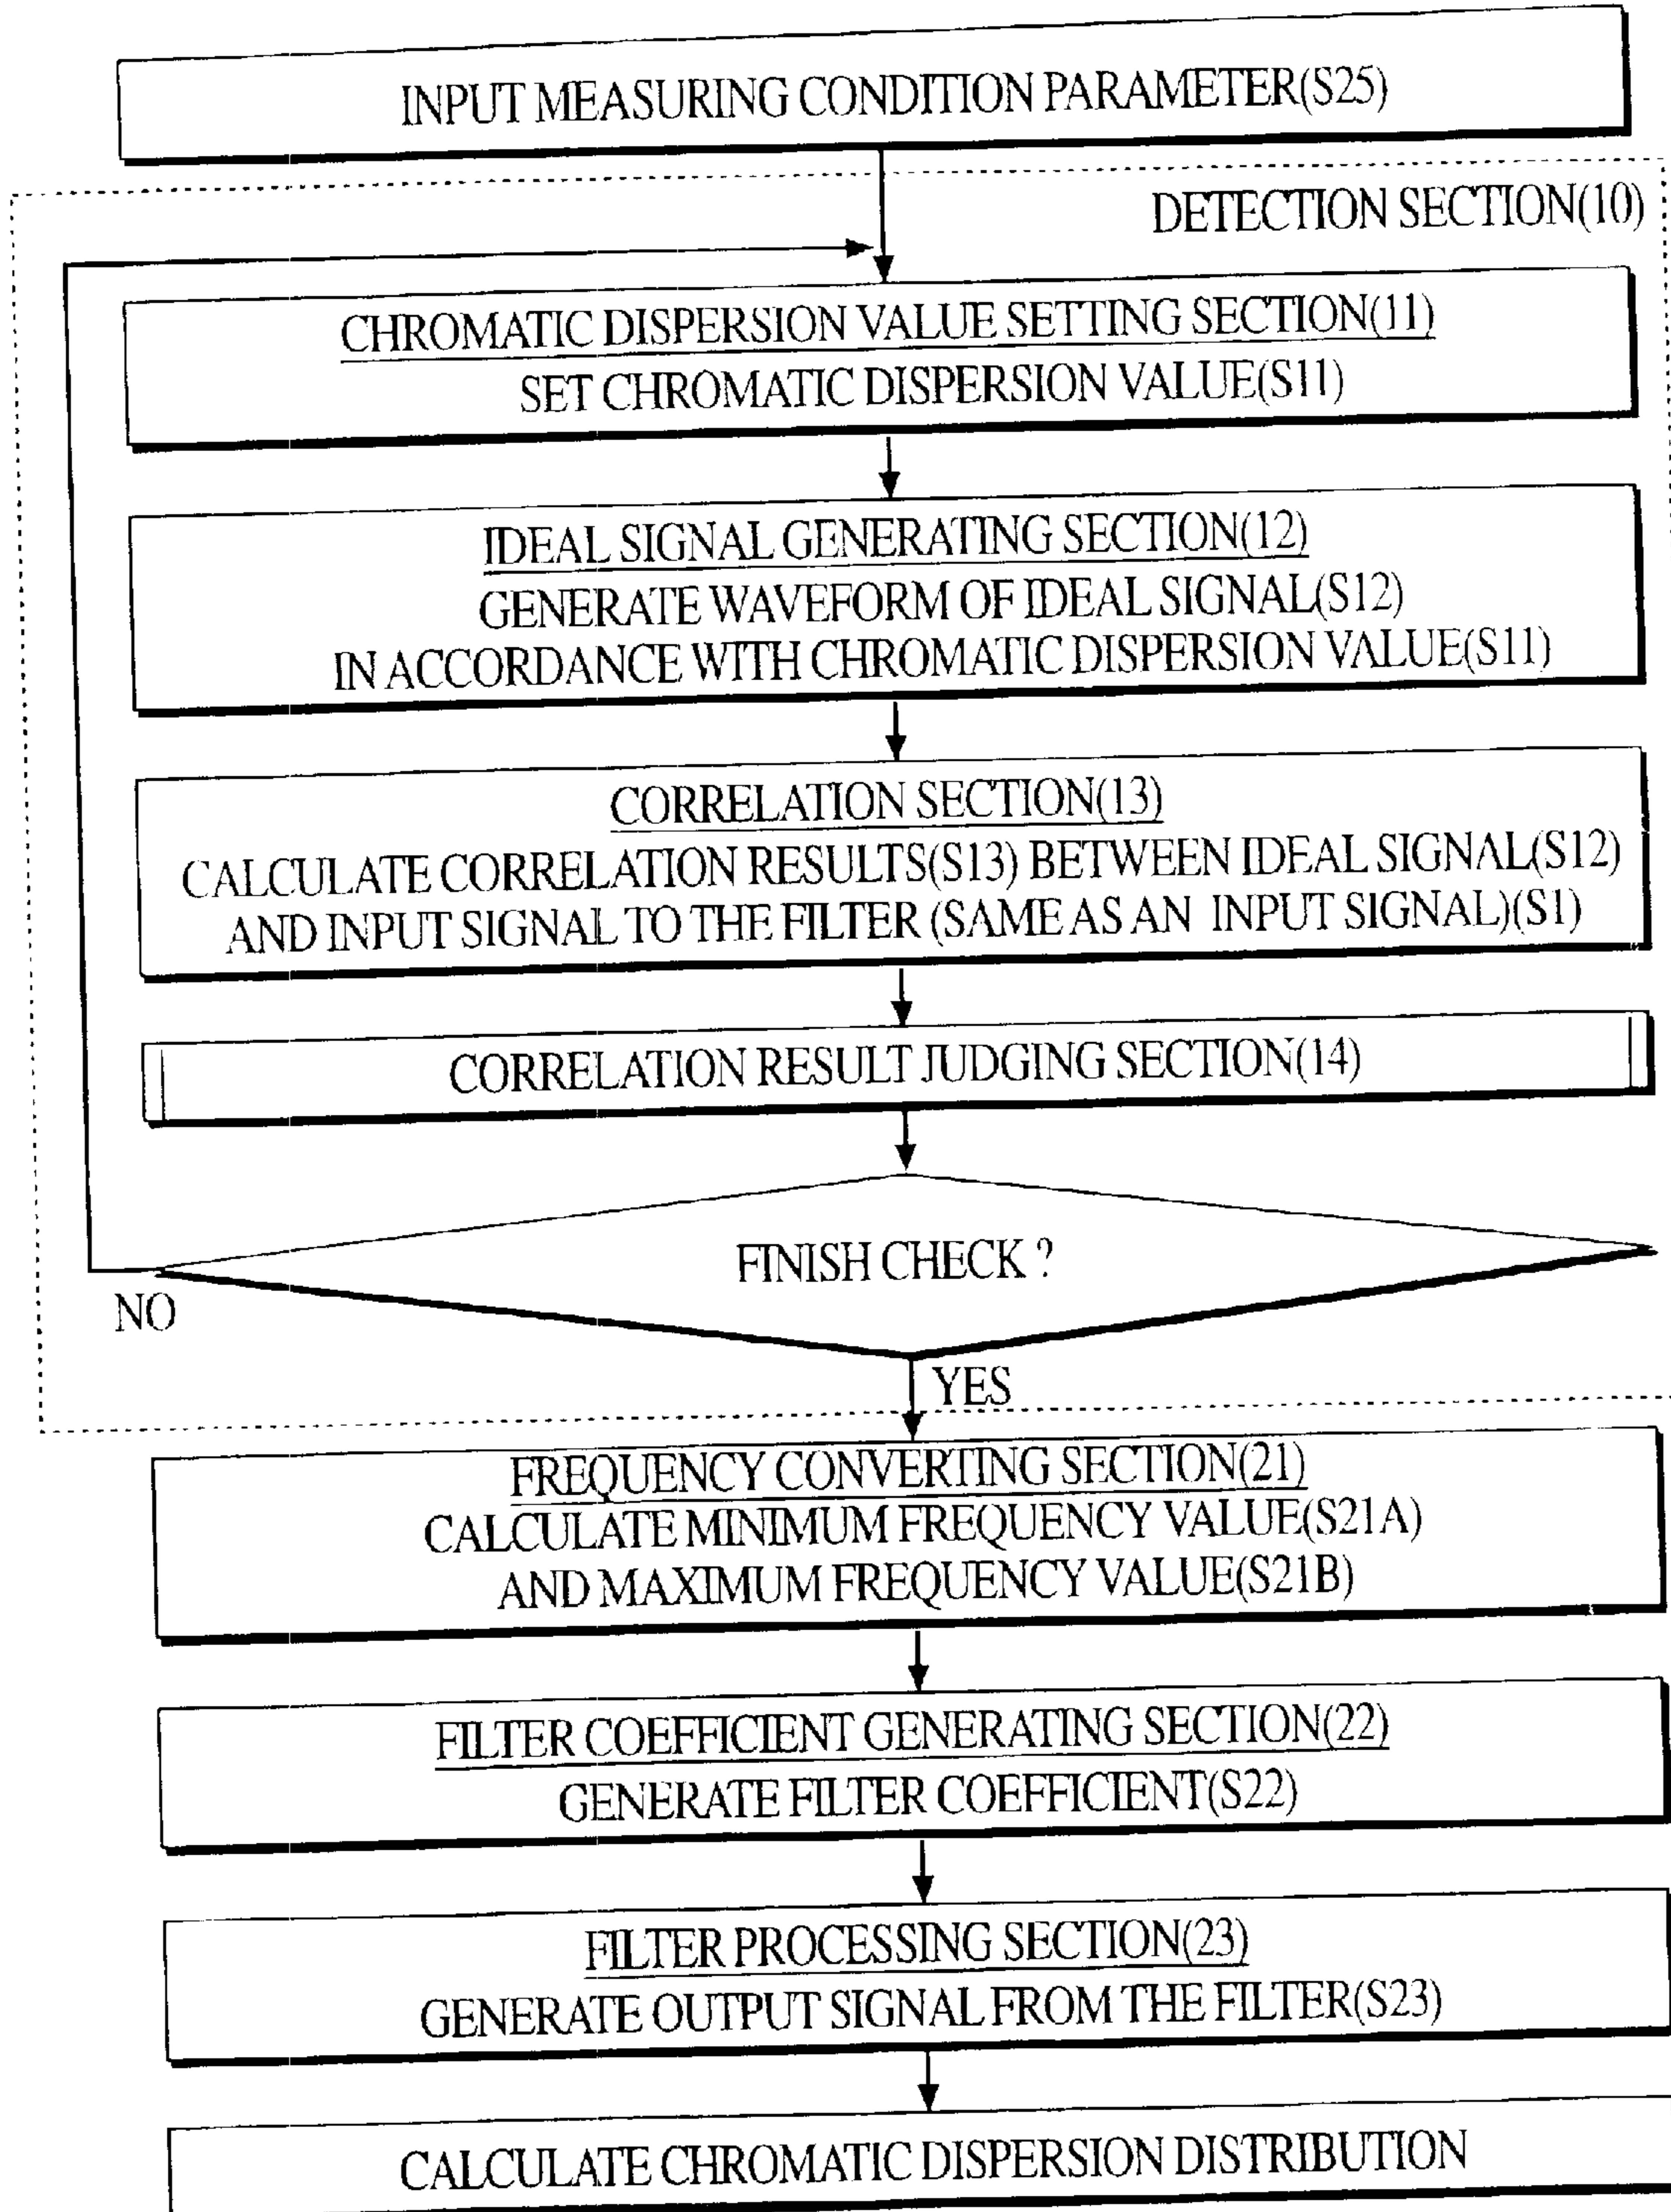 INPUT MEASURING CONDITION PARAMETER(S25)
DETECTION SECTION(10)
CHROMATIC DISPERSION VALUE SETTING SECTION(11)
SET CHROMATIC DISPERSION VALUE(S11)
IDEAL SIGNAL GENERATING SECTION(12)
GENERATE WAVEFORM OF IDEAL SIGNAL(S12)
IN ACCORDANCE WITH CHROMATIC DISPERSION VALUE(S11)
CORRELATION SECTION(13)
CALCULATE CORRELATION RESULTS(S13) BETWEEN IDEAL SIGNAL(S12)
AND INPUT SIGNAL TO THE FILTER (SAME AS AN INPUT SIGNAL)(S1)
CORRELATION RESULT JUDGING SECTION(14)
FINISH CHECK ?
NO
YES
FREQUENCY CONVERTING SECTION(21)
CALCULATE MINIMUM FREQUENCY VALUE(S21A)
AND MAXIMUM FREQUENCY VALUE(S21B)
FILTER COEFFICIENT GENERATING SECTION(22)
GENERATE FILTER COEFFICIENT(S22)
FILTER PROCESSING SECTION(23)
GENERATE OUTPUT SIGNAL FROM THE FILTER(S23)
CALCULATE CHROMATIC DISPERSION DISTRIBUTION